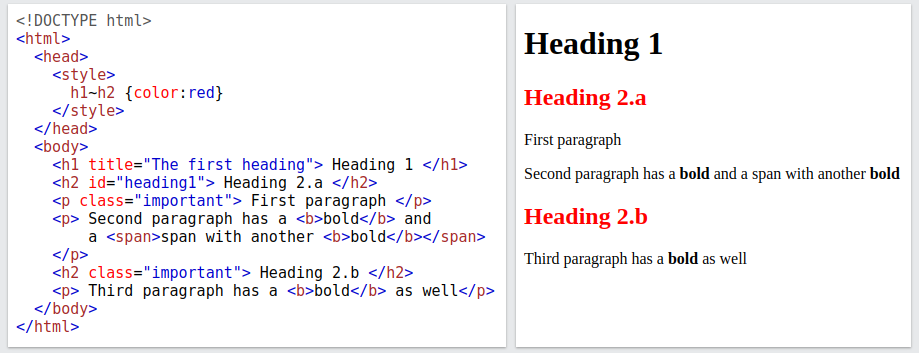 <!DOCTYPE html>
<html>
<head>
<style>
h1~h2 {color:red}
</style>
</head>
<body>
<h1 title="The first heading"> Heading 1 </h1>
<h2 id="heading1"> Heading 2.a </h2>
<p class="important"> First paragraph </p>
<p> Second paragraph has a <b>bold</b> and
a <span>span with another <b>bold</b></span>
</p>
<h2 class="important"> Heading 2.b </h2>
<p> Third paragraph has a <b>bold</b> as well</p>
</body>
</html>
Heading 1
Heading 2.a
First paragraph
Second paragraph has a bold and a span with another bold
Heading 2.b
Third paragraph has a bold as well